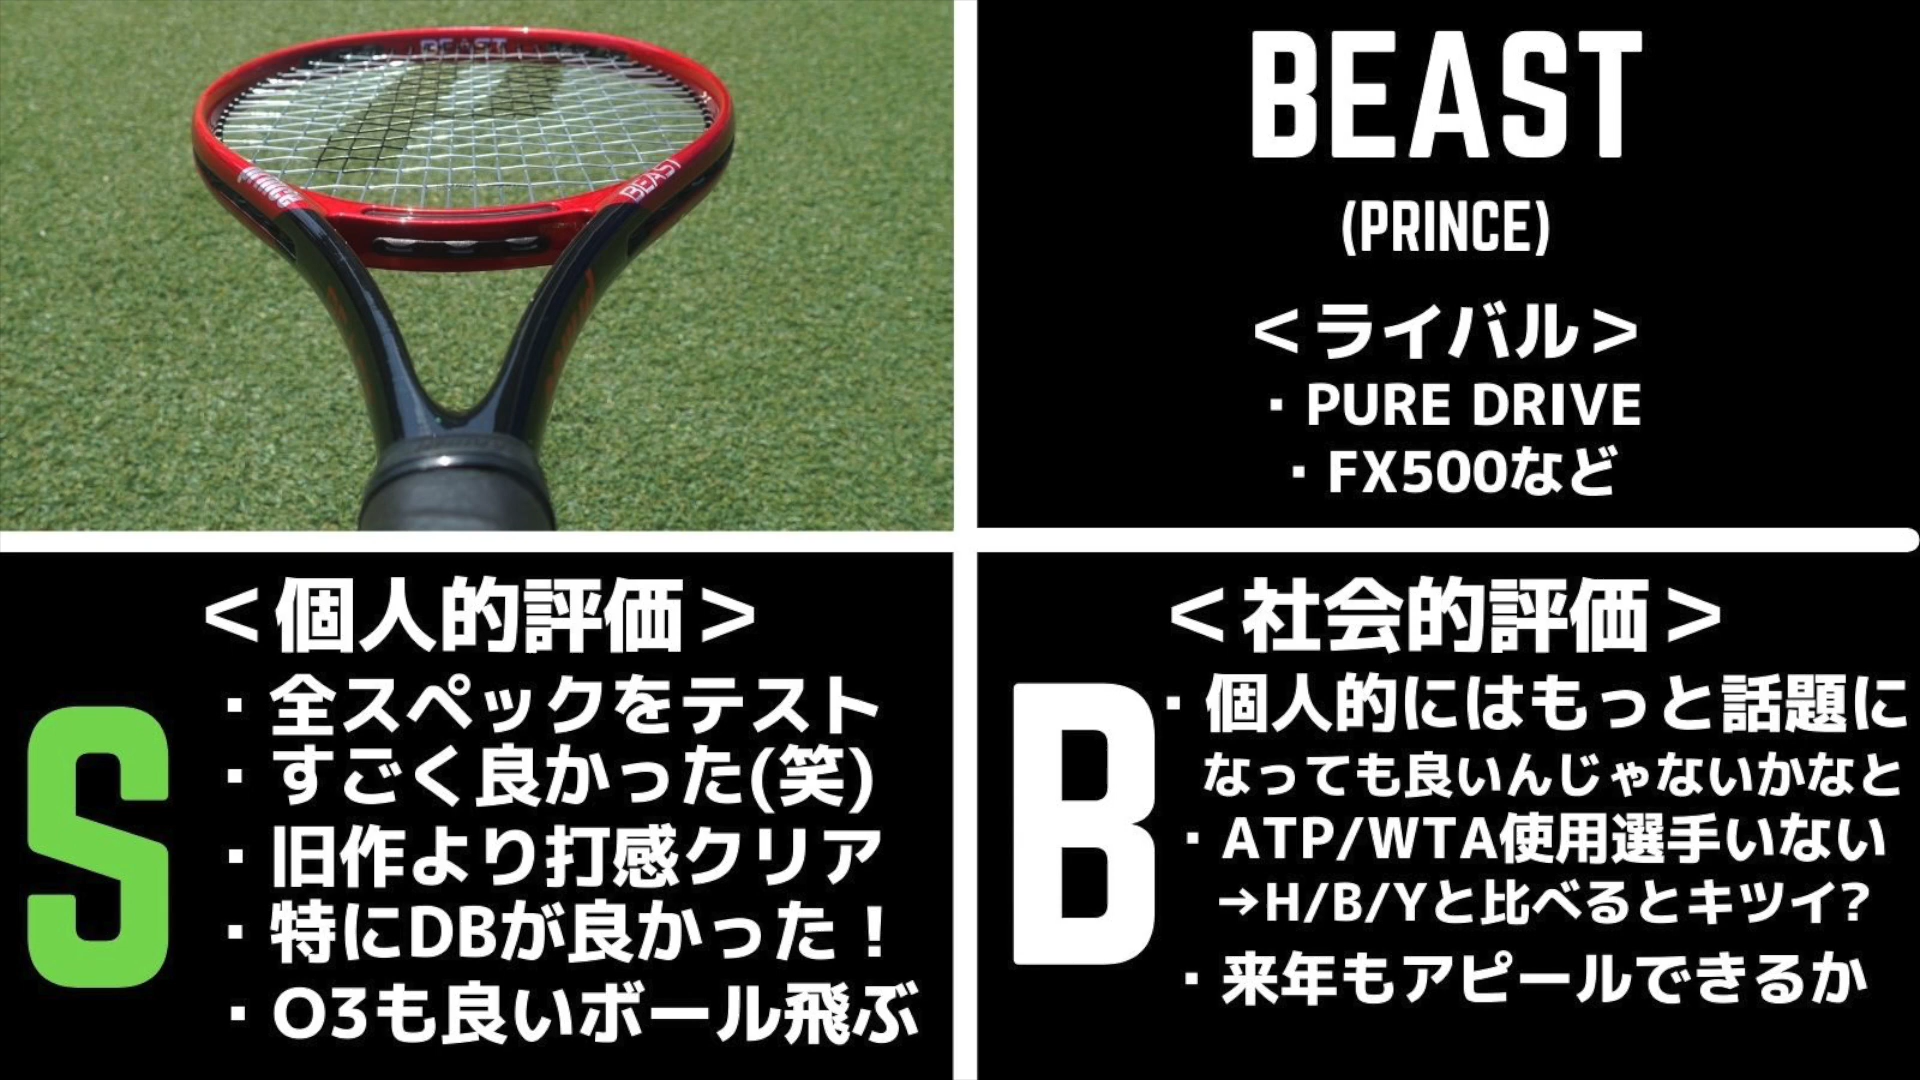 BEAST
prince
BEAST
BEAST
(PRINCE)
＜ライバル＞
・PURE DRIVE
・FX500など
＜個人的評価＞
S
・全スペックをテスト
・すごく良かった(笑)
・旧作より打感クリア
・特にDBが良かった！
・O3も良いボール飛ぶ
＜社会的評価＞
B
・個人的にはもっと話題に
なっても良いんじゃないかなと
・ATP/WTA使用選手いない
→H/B/Yと比べるとキツイ?
・来年もアピールできるか